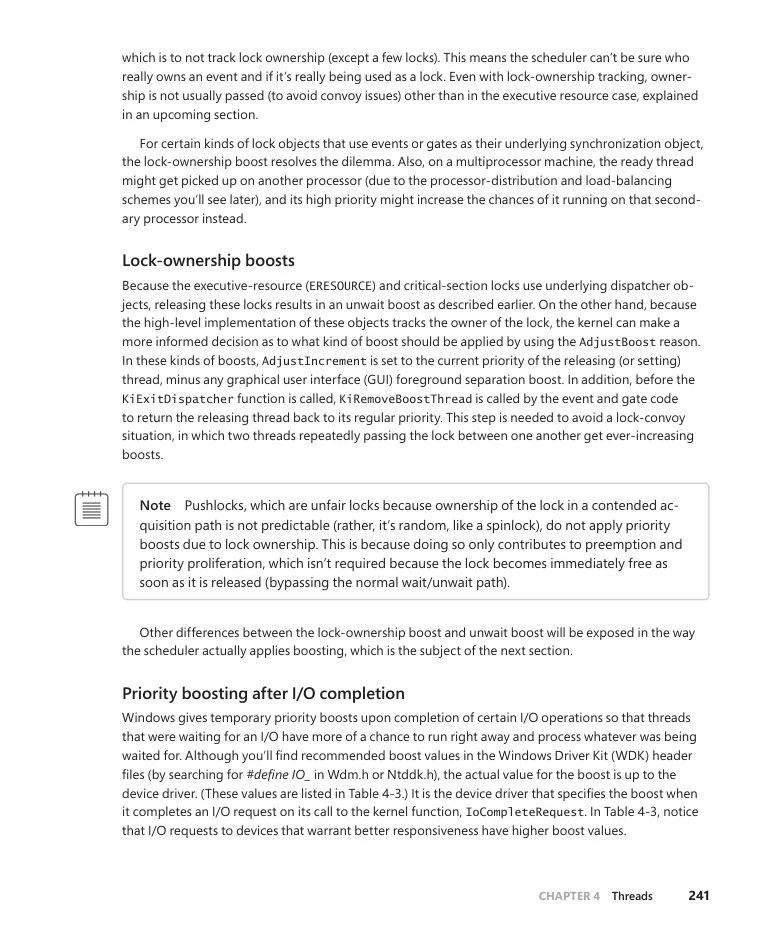 which is to not track lock ownership (except a few locks). This means the scheduler can't be sure who
really owns an event and if it's really being used as a lock. Even with lock-ownership tracking, owner-
ship is not usually passed (to avoid convoy issues) other than in the executive resource case, explained
in an upcoming section.
For certain kinds of lock objects that use events or gates as their underlying synchronization object,
the lock-ownership boost resolves the dilemma. Also, on a multiprocessor machine, the ready thread
might get picked up on another processor (due to the processor-distribution and load-balancing
schemes you'll see later), and its high priority might increase the chances of it running on that second-
ary processor instead.
Lock-ownership boosts
Because the executive-resource (ERESOURCE) and critical-section locks use underlying dispatcher ob-
jects, releasing these locks results in an unwait boost as described earlier. On the other hand, because
the high-level implementation of these objects tracks the owner of the lock, the kernel can make a
more informed decision as to what kind of boost should be applied by using the AdjustBoost reason.
In these kinds of boosts, AdjustIncrement is set to the current priority of the releasing (or setting)
thread, minus any graphical user interface (GUI) foreground separation boost. In addition, before the
KiExitDispatcher function is called, KiRemoveBoostThread is called by the event and gate code
to return the releasing thread back to its regular priority. This step is needed to avoid a lock-convoy
situation, in which two threads repeatedly passing the lock between one another get ever-increasing
boosts.
Note Pushlocks, which are unfair locks because ownership of the lock in a contended ac-
quisition path is not predictable (rather, it's random, like a spinlock), do not apply priority
boosts due to lock ownership. This is because doing so only contributes to preemption and
priority proliferation, which isn't required because the lock becomes immediately free as
soon as it is released (bypassing the normal wait/unwait path).
Other differences between the lock-ownership boost and unwait boost will be exposed in the way
the scheduler actually applies boosting, which is the subject of the next section.
Priority boosting after I/O completion
Windows gives temporary priority boosts upon completion of certain I/O operations so that threads
that were waiting for an I/O have more of a chance to run right away and process whatever was being
waited for. Although you'll find recommended boost values in the Windows Driver Kit (WDK) header
files (by searching for #define IO_ in Wdm.h or Ntddk.h), the actual value for the boost is up to the
device driver. (These values are listed in Table 4-3.) It is the device driver that specifies the boost when
it completes an I/O request on its call to the kernel function, IoCompleteRequest. In Table 4-3, notice
that I/O requests to devices that warrant better responsiveness have higher boost values.
CHAPTER 4 Threads 241